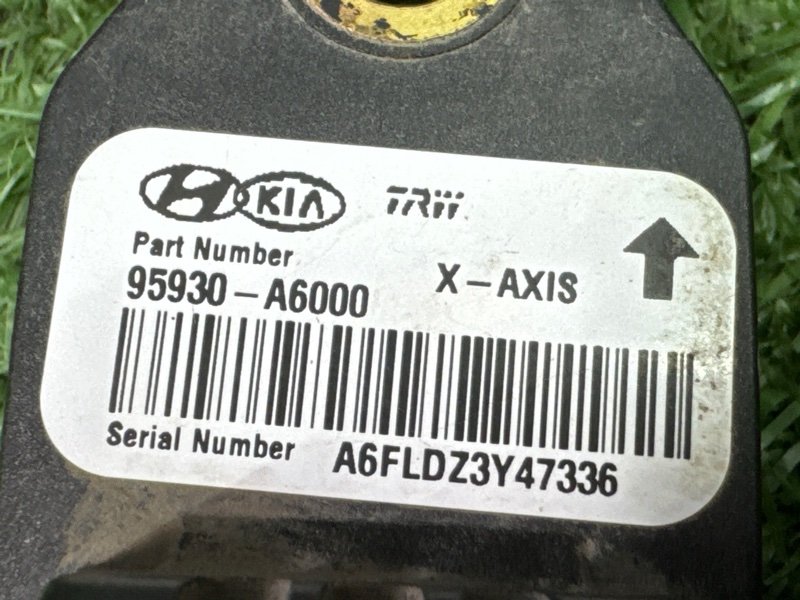 H KIA TRW
Part Number
95930-A6000 X-AXIS
Serial Number A6FLDZ3Y47336